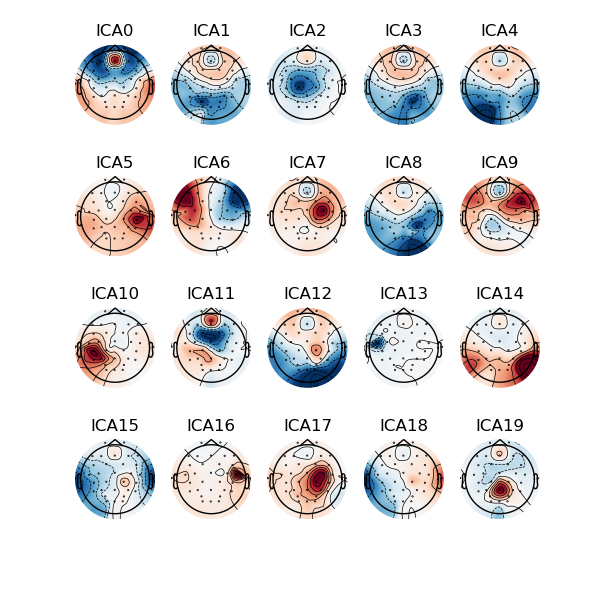 ICA0 ICA1 ICA2 ICA3 ICA4
ICA5 ICA6 ICA7 ICA8 ICA9
ICA10 ICA11 ICA12 ICA13 ICA14
ICA15 ICA16 ICA17 ICA18 ICA19